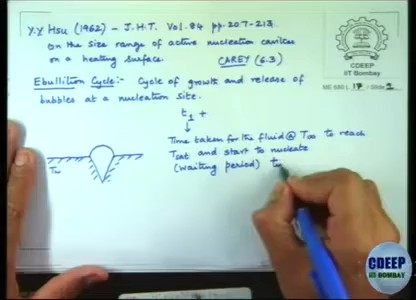 Y.Y HSU (1962) - J.H.T. Vol. 84 pp. 207-213.
on the size range of active nucleation cavities
on a heating surface. CAREY (6.3)
Ebullition Cycle:- Cycle of growth and release of
bubbles at a nucleation site.
t1 +
Time taken for the fluid @ T∞ to reach
Tsat and start to nucleate
(waiting period) t
Tw
CDEEP
IIT Bombay
ME 680 L 17 / Slide 2
CDEEP
IIT BOMBAY